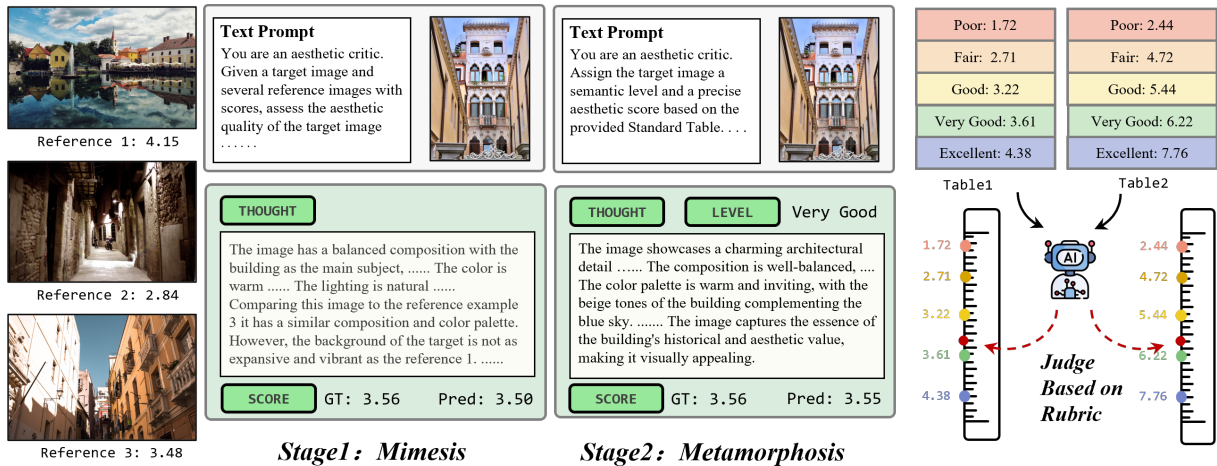 Reference 1: 4.15
Reference 2: 2.84
Reference 3: 3.48
Text Prompt
You are an aesthetic critic.
Given a target image and
several reference images with
scores, assess the aesthetic
quality of the target image
......
THOUGHT
The image has a balanced composition with the
building as the main subject, ...... The color is
warm ...... The lighting is natural ......
Comparing this image to the reference example
3 it has a similar composition and color palette.
However, the background of the target is not as
expansive and vibrant as the reference 1. ......
SCORE GT: 3.56 Pred: 3.50
Stage1: Mimesis
Text Prompt
You are an aesthetic critic.
Assign the target image a
semantic level and a precise
aesthetic score based on the
provided Standard Table. . . .
THOUGHT LEVEL Very Good
The image showcases a charming architectural
detail ...... The composition is well-balanced, ....
The color palette is warm and inviting, with the
beige tones of the building complementing the
blue sky. ....... The image captures the essence of
the building's historical and aesthetic value,
making it visually appealing.
SCORE GT: 3.56 Pred: 3.55
Stage2: Metamorphosis
Poor: 1.72
Fair: 2.71
Good: 3.22
Very Good: 3.61
Excellent: 4.38
Poor: 2.44
Fair: 4.72
Good: 5.44
Very Good: 6.22
Excellent: 7.76
Table1
Table2
AI
1.72
2.71
3.22
3.61
4.38
2.44
4.72
5.44
6.22
7.76
Judge
Based on
Rubric